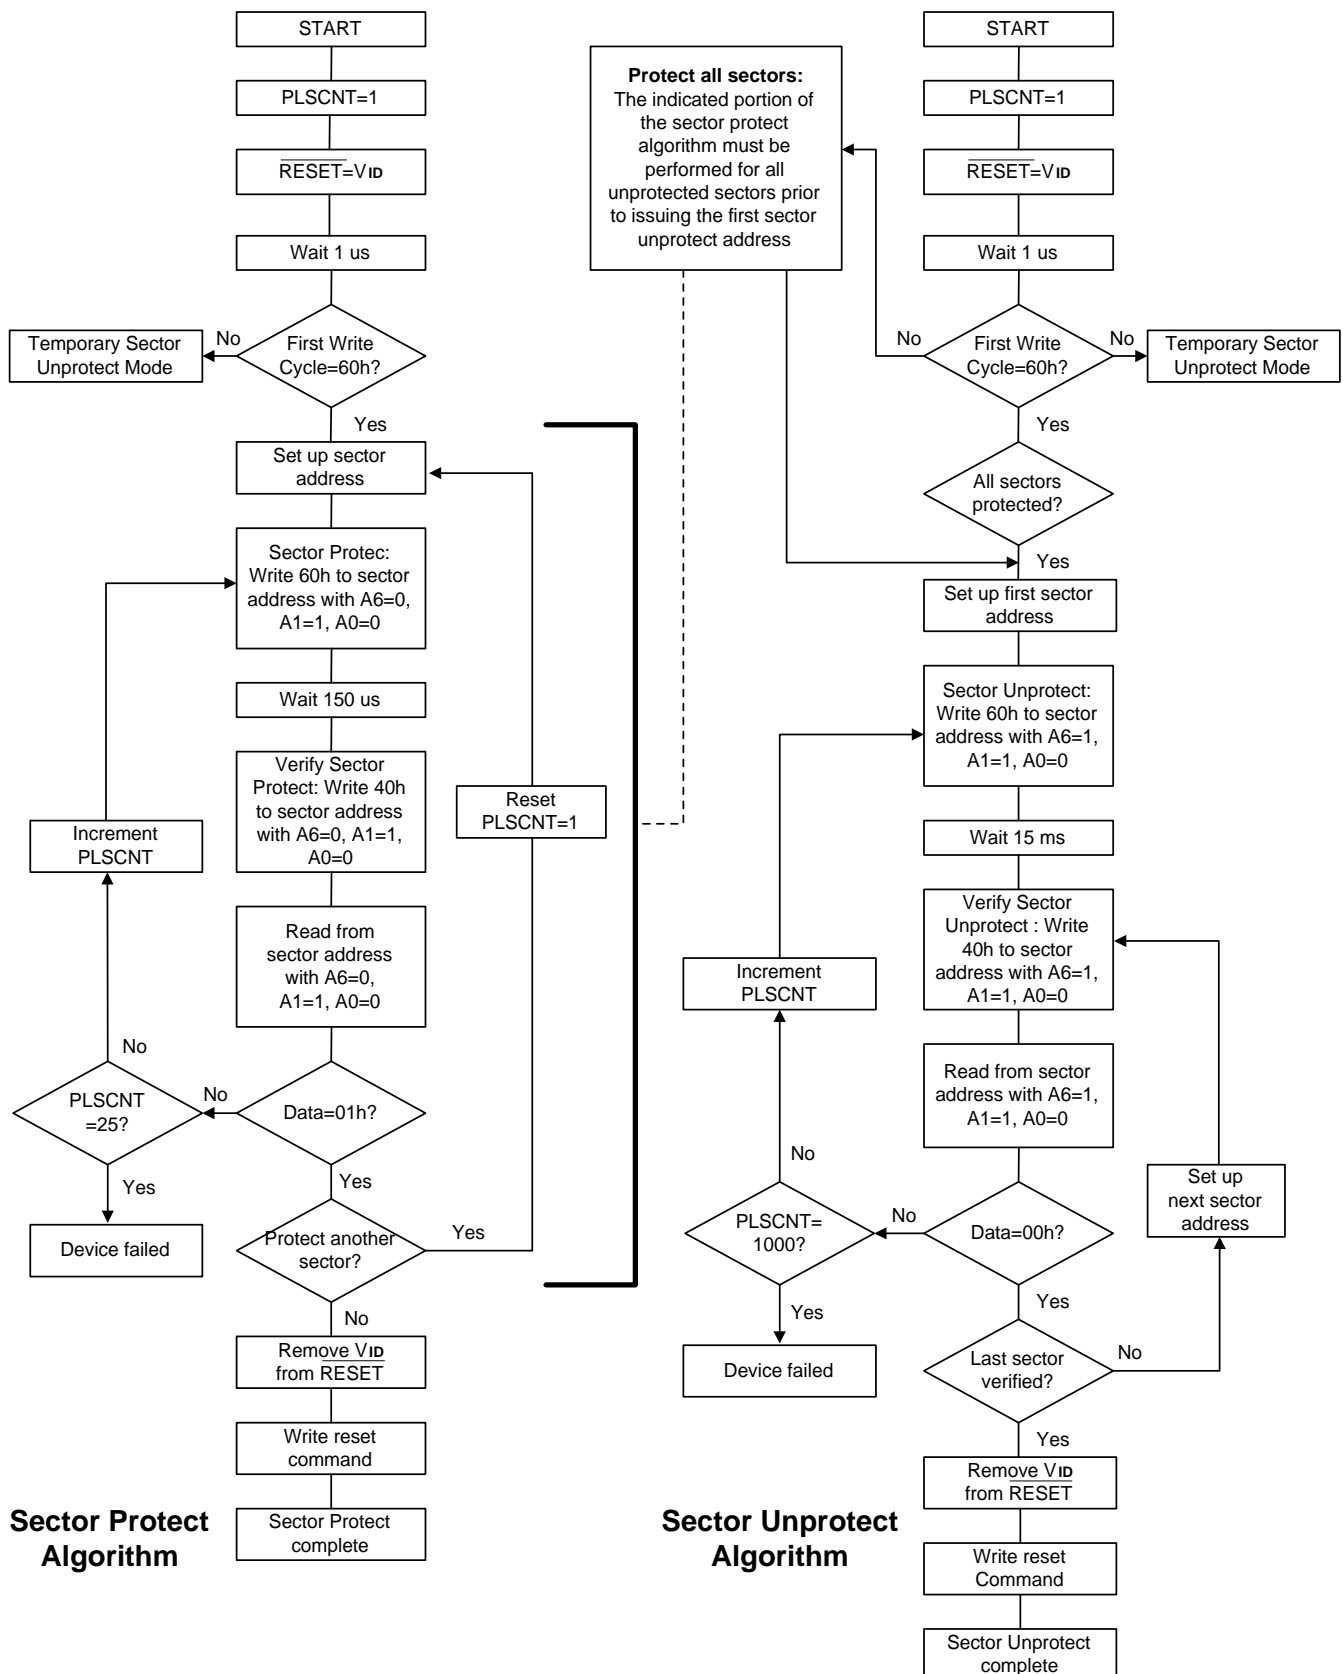 START
PLSCNT=1
RESET=VID
Wait 1 us
First Write
Cycle=60h?
No
Temporary Sector
Unprotect Mode
Yes
Set up sector
address
Sector Protec:
Write 60h to sector
address with A6=0,
A1=1, A0=0
Wait 150 us
Verify Sector
Protect: Write 40h
to sector address
with A6=0, A1=1,
A0=0
Reset
PLSCNT=1
Increment
PLSCNT
Read from
sector address
with A6=0,
A1=1, A0=0
No
PLSCNT
=25?
No
Data=01h?
Yes
Yes
Device failed
Protect another
sector?
Yes
No
Remove VID
from RESET
Write reset
command
Sector Protect
complete
Sector Protect
Algorithm
Protect all sectors:
The indicated portion of
the sector protect
algorithm must be
performed for all
unprotected sectors prior
to issuing the first sector
unprotect address
START
PLSCNT=1
RESET=VID
Wait 1 us
No
First Write
Cycle=60h?
No
Temporary Sector
Unprotect Mode
Yes
All sectors
protected?
Yes
Set up first sector
address
Sector Unprotect:
Write 60h to sector
address with A6=1,
A1=1, A0=0
Wait 15 ms
Verify Sector
Unprotect : Write
40h to sector
address with A6=1,
A1=1, A0=0
Increment
PLSCNT
Read from sector
address with A6=1,
A1=1, A0=0
No
PLSCNT=
1000?
No
Data=00h?
Set up
next sector
address
Yes
Yes
Device failed
Last sector
verified?
No
Yes
Remove VID
from RESET
Write reset
Command
Sector Unprotect
complete
Sector Unprotect
Algorithm